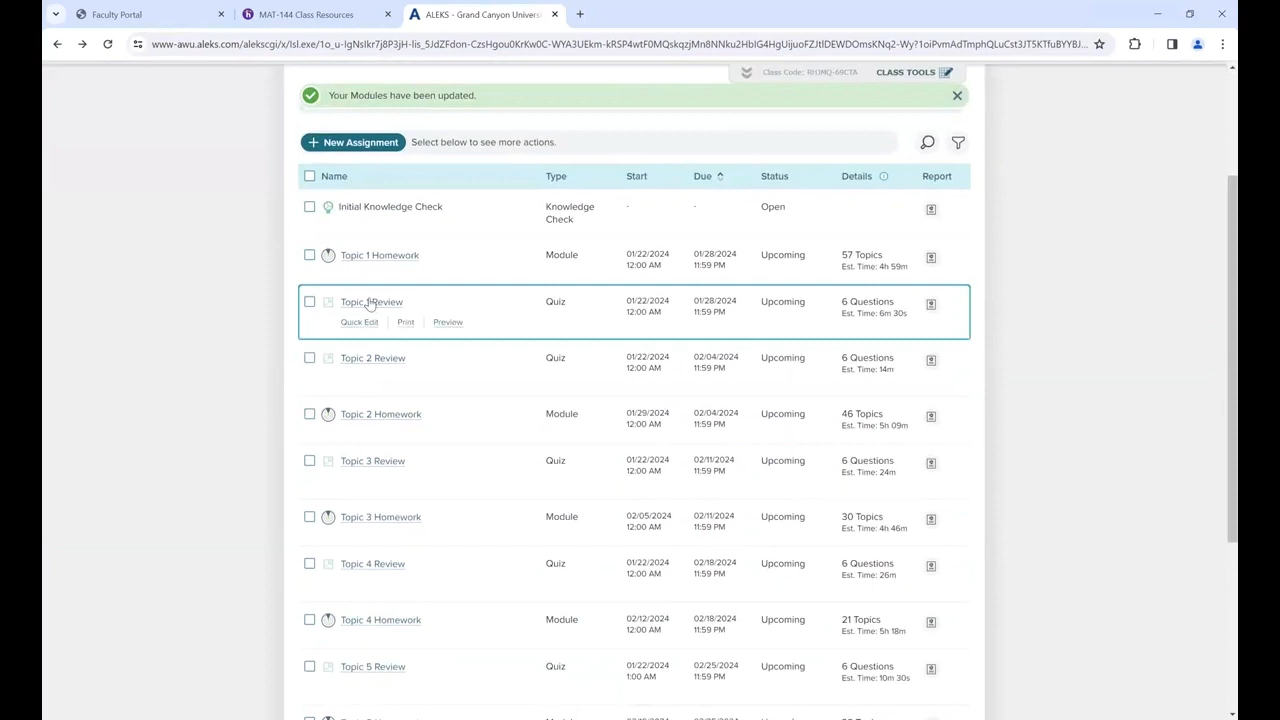 Faculty Portal
MAT-144 Class Resources
ALEKS - Grand Canyon Universi
Class Code: RHJMQ-69CTA CLASS TOOLS
Your Modules have been updated.
+ New Assignment Select below to see more actions.
Name Type Start Due Status Details Report
Initial Knowledge Check Knowledge Check - - Open
Topic 1 Homework Module 01/22/2024 01/28/2024 Upcoming 57 Topics
12:00 AM 11:59 PM Est. Time: 4h 59m
Topic 1 Review Quiz 01/22/2024 01/28/2024 Upcoming 6 Questions
12:00 AM 11:59 PM Est. Time: 6m 30s
Quick Edit Print Preview
Topic 2 Review Quiz 01/22/2024 02/04/2024 Upcoming 6 Questions
12:00 AM 11:59 PM Est. Time: 14m
Topic 2 Homework Module 01/29/2024 02/04/2024 Upcoming 46 Topics
12:00 AM 11:59 PM Est. Time: 5h 09m
Topic 3 Review Quiz 01/22/2024 02/11/2024 Upcoming 6 Questions
12:00 AM 11:59 PM Est. Time: 24m
Topic 3 Homework Module 02/05/2024 02/11/2024 Upcoming 30 Topics
12:00 AM 11:59 PM Est. Time: 4h 46m
Topic 4 Review Quiz 01/22/2024 02/18/2024 Upcoming 6 Questions
12:00 AM 11:59 PM Est. Time: 26m
Topic 4 Homework Module 02/12/2024 02/18/2024 Upcoming 21 Topics
12:00 AM 11:59 PM Est. Time: 5h 18m
Topic 5 Review Quiz 01/22/2024 02/25/2024 Upcoming 6 Questions
1:00 AM 11:59 PM Est. Time: 10m 30s